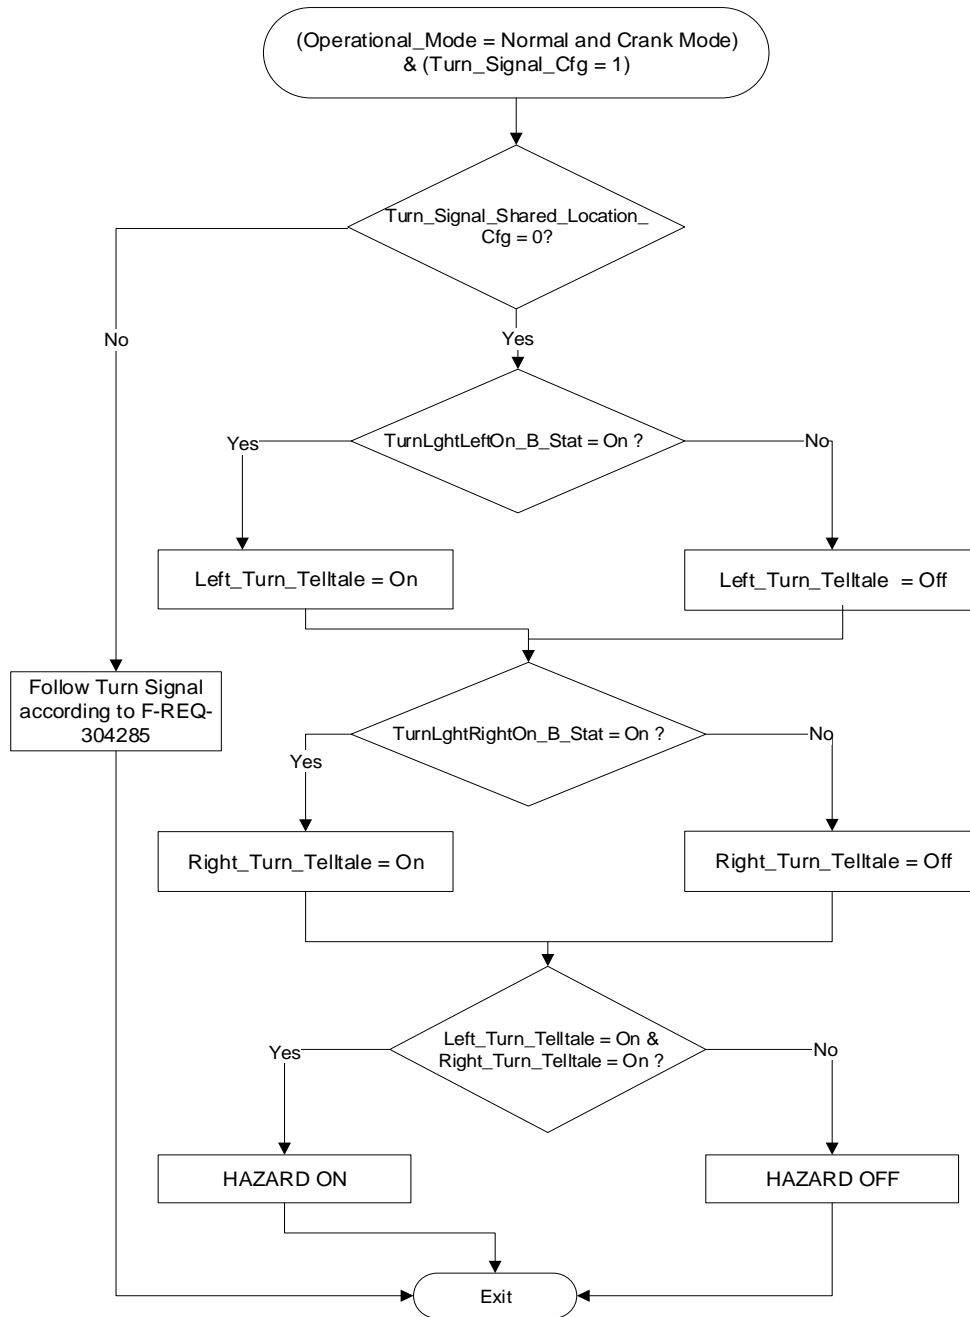 (Operational_Mode = Normal and Crank Mode)
& (Turn_Signal_Cfg = 1)
Turn_Signal_Shared_Location_
Cfg = 0?
No
Yes
TurnLghtLeftOn_B_Stat = On ?
Yes
No
Left_Turn_Telltale = On
Left_Turn_Telltale = Off
Follow Turn Signal
according to F-REQ-
304285
TurnLghtRightOn_B_Stat = On ?
Yes
No
Right_Turn_Telltale = On
Right_Turn_Telltale = Off
Left_Turn_Telltale = On &
Right_Turn_Telltale = On ?
Yes
No
HAZARD ON
HAZARD OFF
Exit